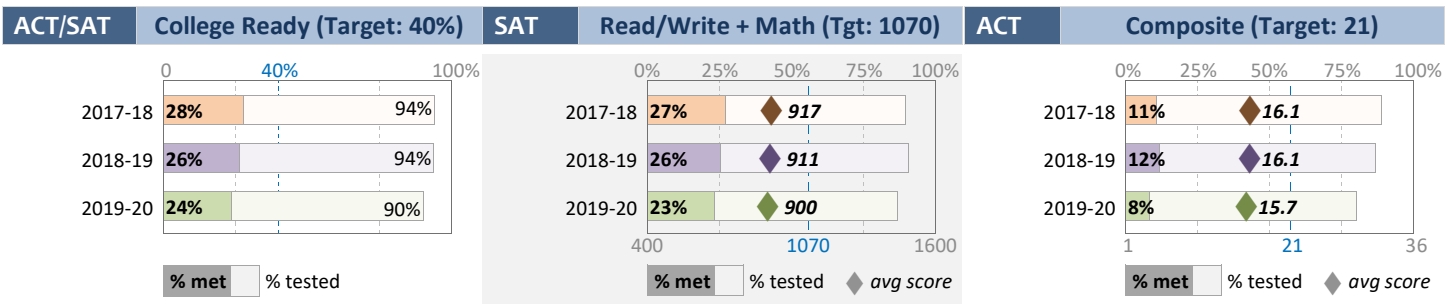 ACT/SAT College Ready (Target: 40%)
0 40% 100%
2017-18 28% 94%
2018-19 26% 94%
2019-20 24% 90%
% met % tested
SAT Read/Write + Math (Tgt: 1070)
0% 25% 50% 75% 100%
2017-18 27% 917
2018-19 26% 911
2019-20 23% 900
400 1070 1600
% met % tested avg score
ACT Composite (Target: 21)
0% 25% 50% 75% 100%
2017-18 11% 16.1
2018-19 12% 16.1
2019-20 8% 15.7
1 21 36
% met % tested avg score